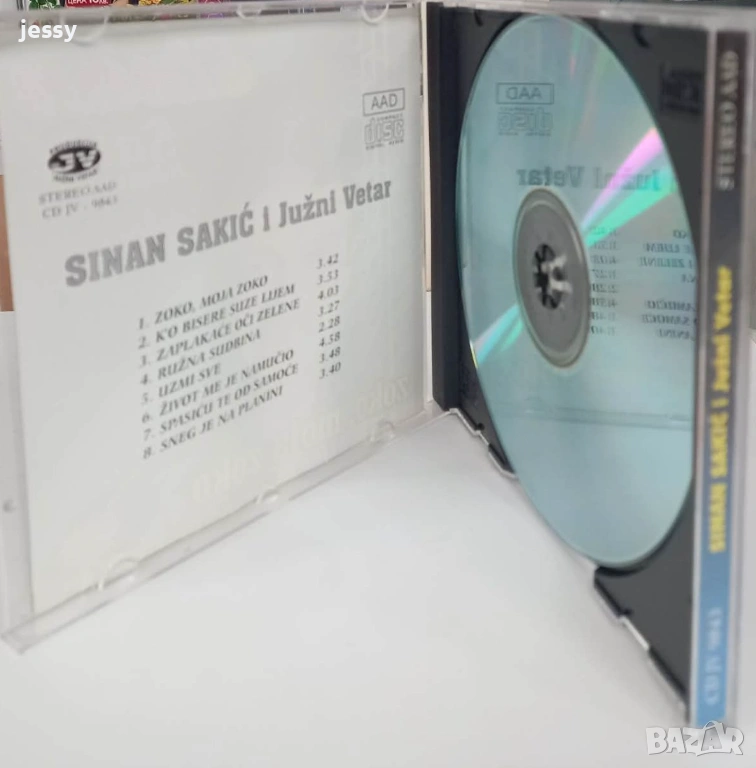 jessy
AAD
COMPACT
disc
STEREO AAD
CD JV - 9843
SINAN SAKIĆ i Južni Vetar
1. ZOKO, MOJA ZOKO 3.42
2. K'O BISERE SUZE LIJEM 3.53
3. ZAPLAKAĆE OČI ZELENE 4.03
4. RUŽNA SUDBINA 3.27
5. UZMI SVE 2.28
6. ŽIVOT ME JE NAMUČIO 4.58
7. SPASIĆU TE OD SAMOĆE 3.48
8. SNEG JE NA PLANINI 3.40
AAD
Južni Vetar
STEREO AAD
SINAN SAKIĆ i Južni Vetar
CD JV 9843
BAZAR